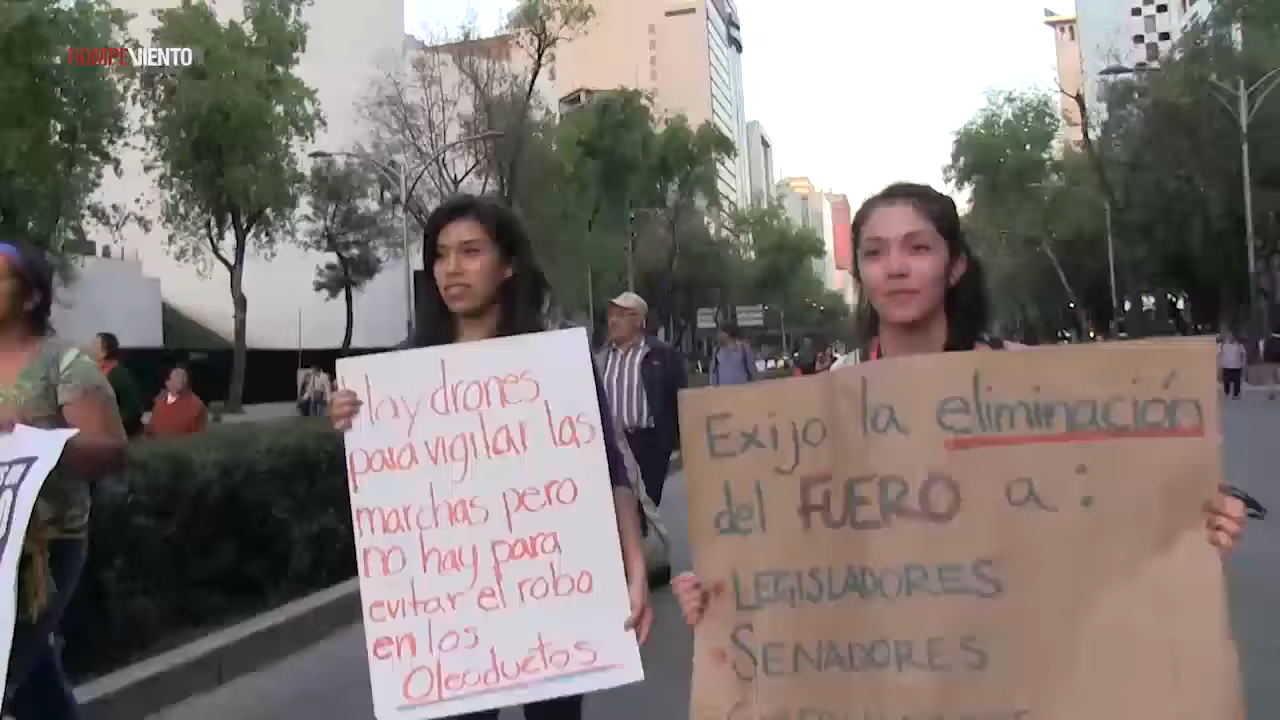 ROMPEVIENTO
Hay drones
para vigilar las
marchas pero
no hay para
evitar el robo
en los
Oleoductos
Exijo la eliminación
del FUERO a:
• LEGISLADORES
• SENADORES